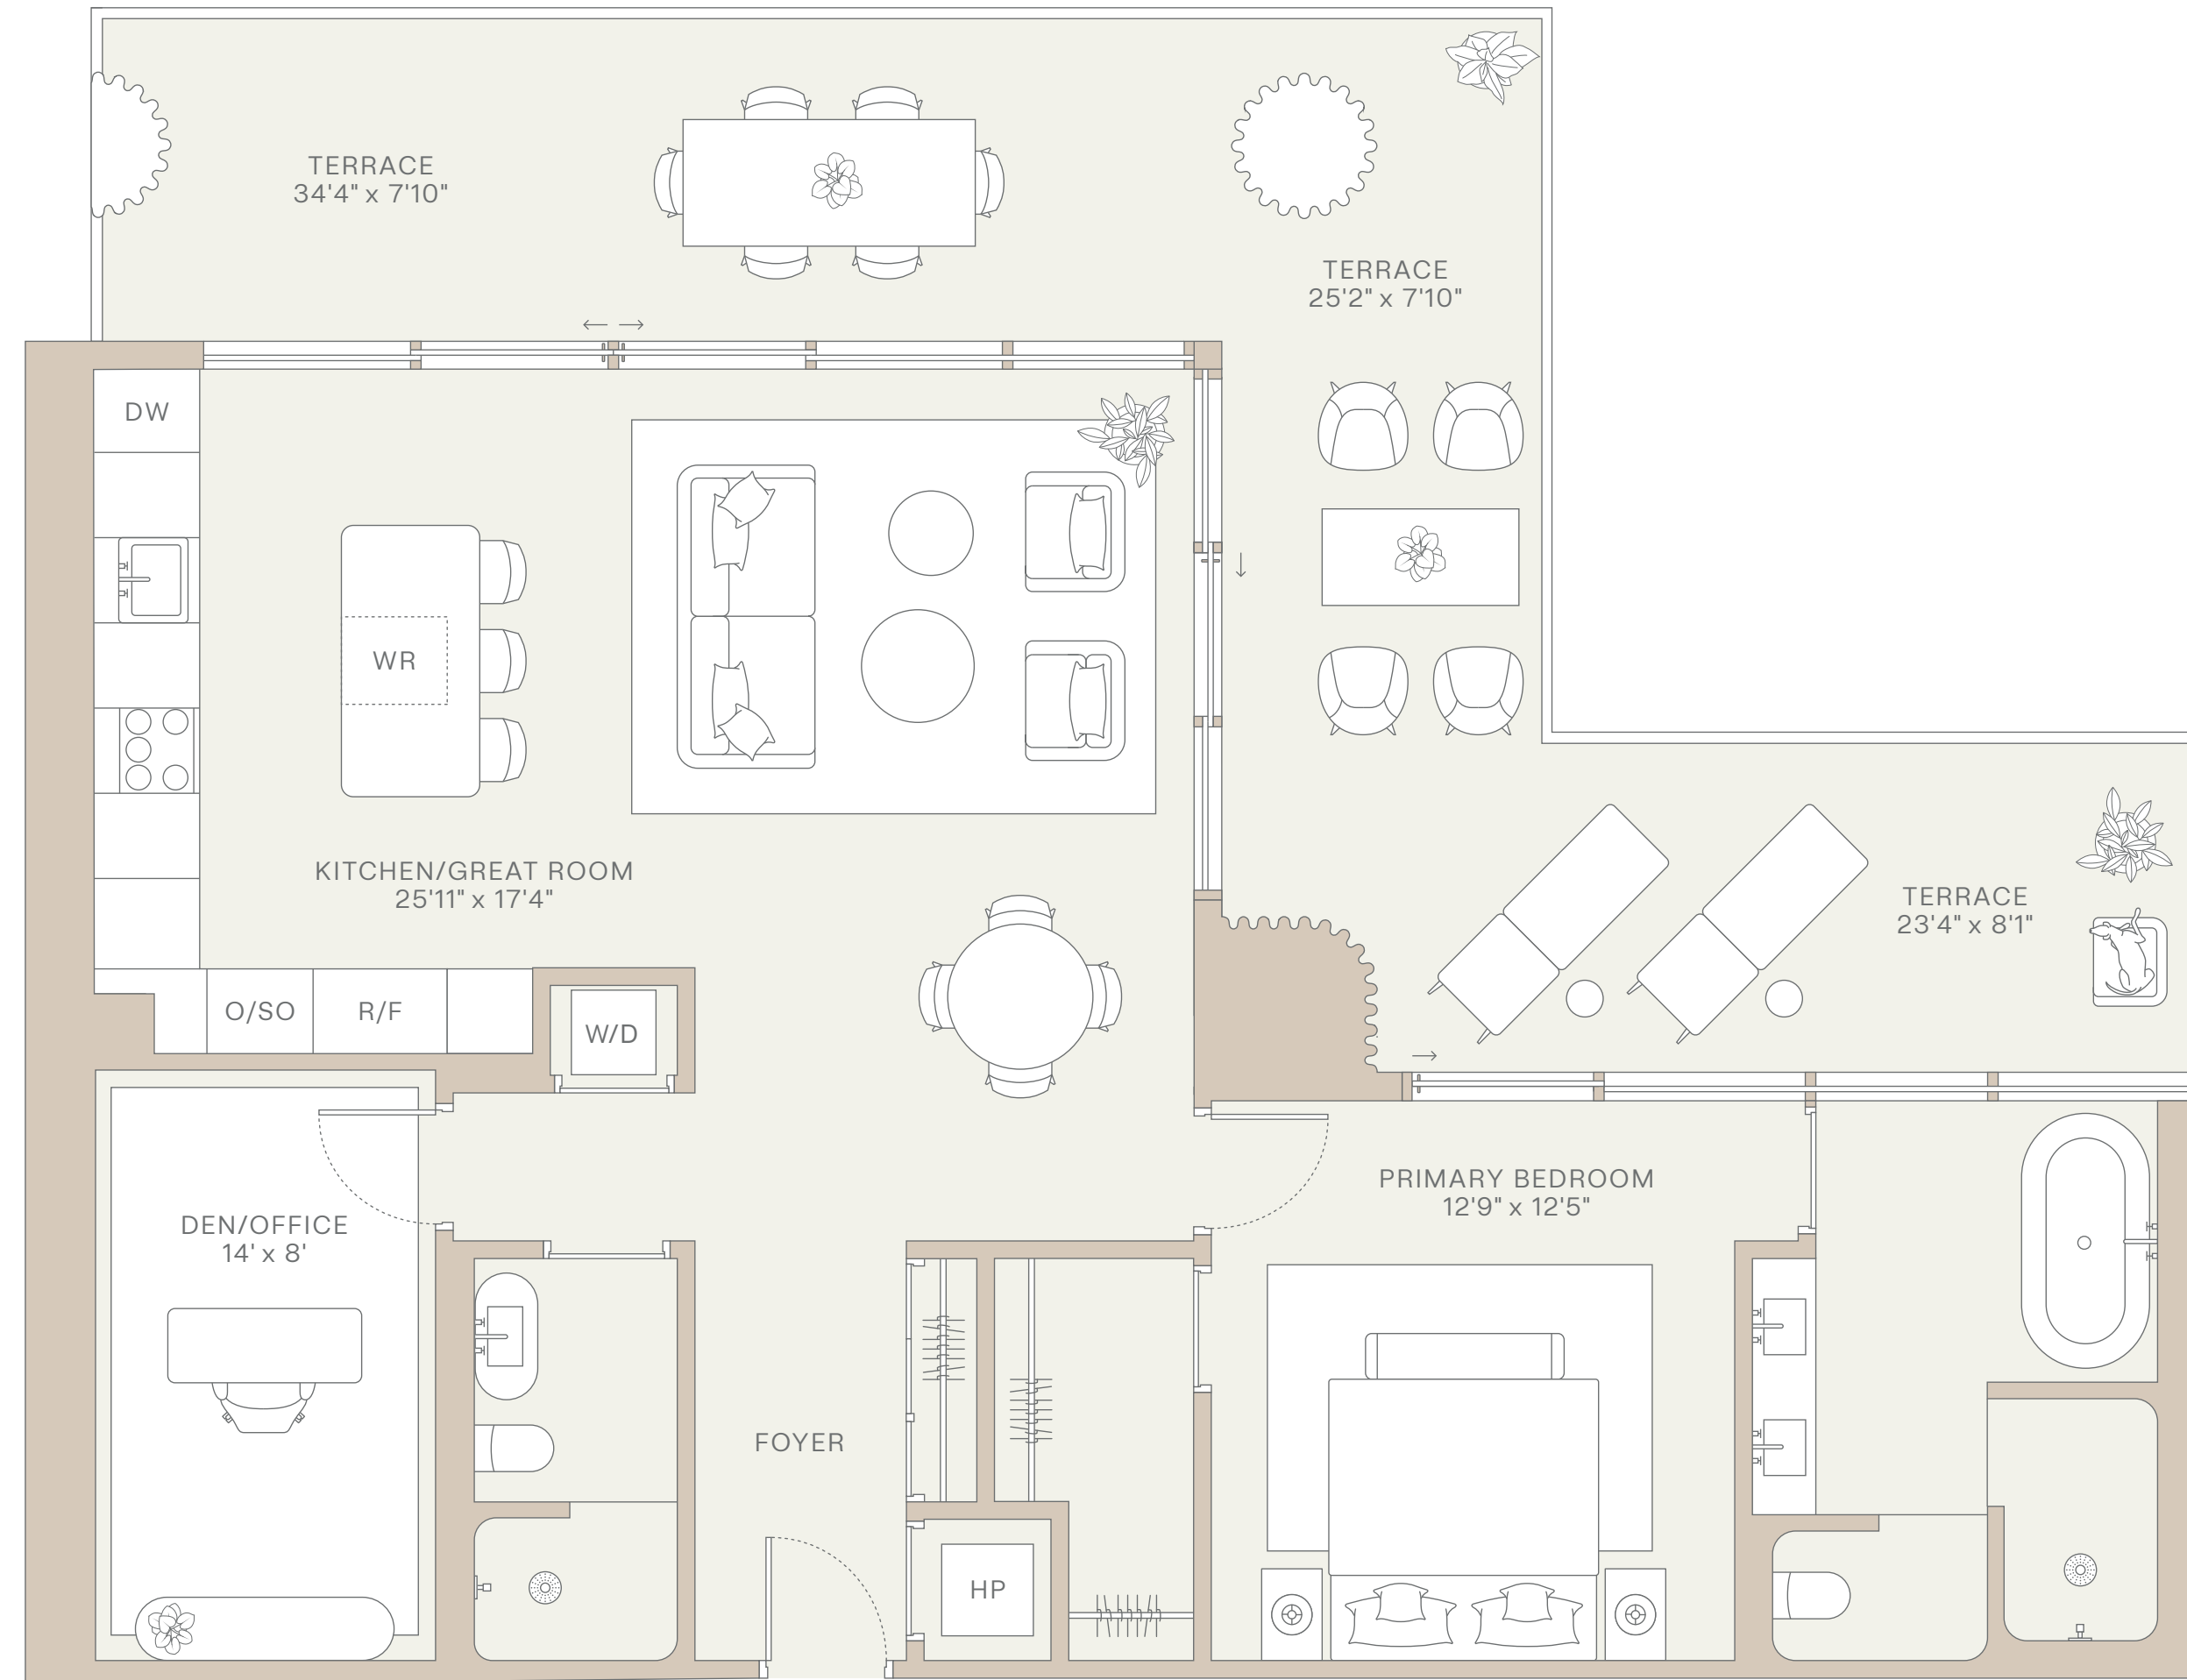 TERRACE
34'4" x 7'10"
TERRACE
25'2" x 7'10"
DW
WR
KITCHEN/GREAT ROOM
25'11" x 17'4"
TERRACE
23'4" x 8'1"
O/SO
R/F
W/D
PRIMARY BEDROOM
12'9" x 12'5"
DEN/OFFICE
14' x 8'
FOYER
HP